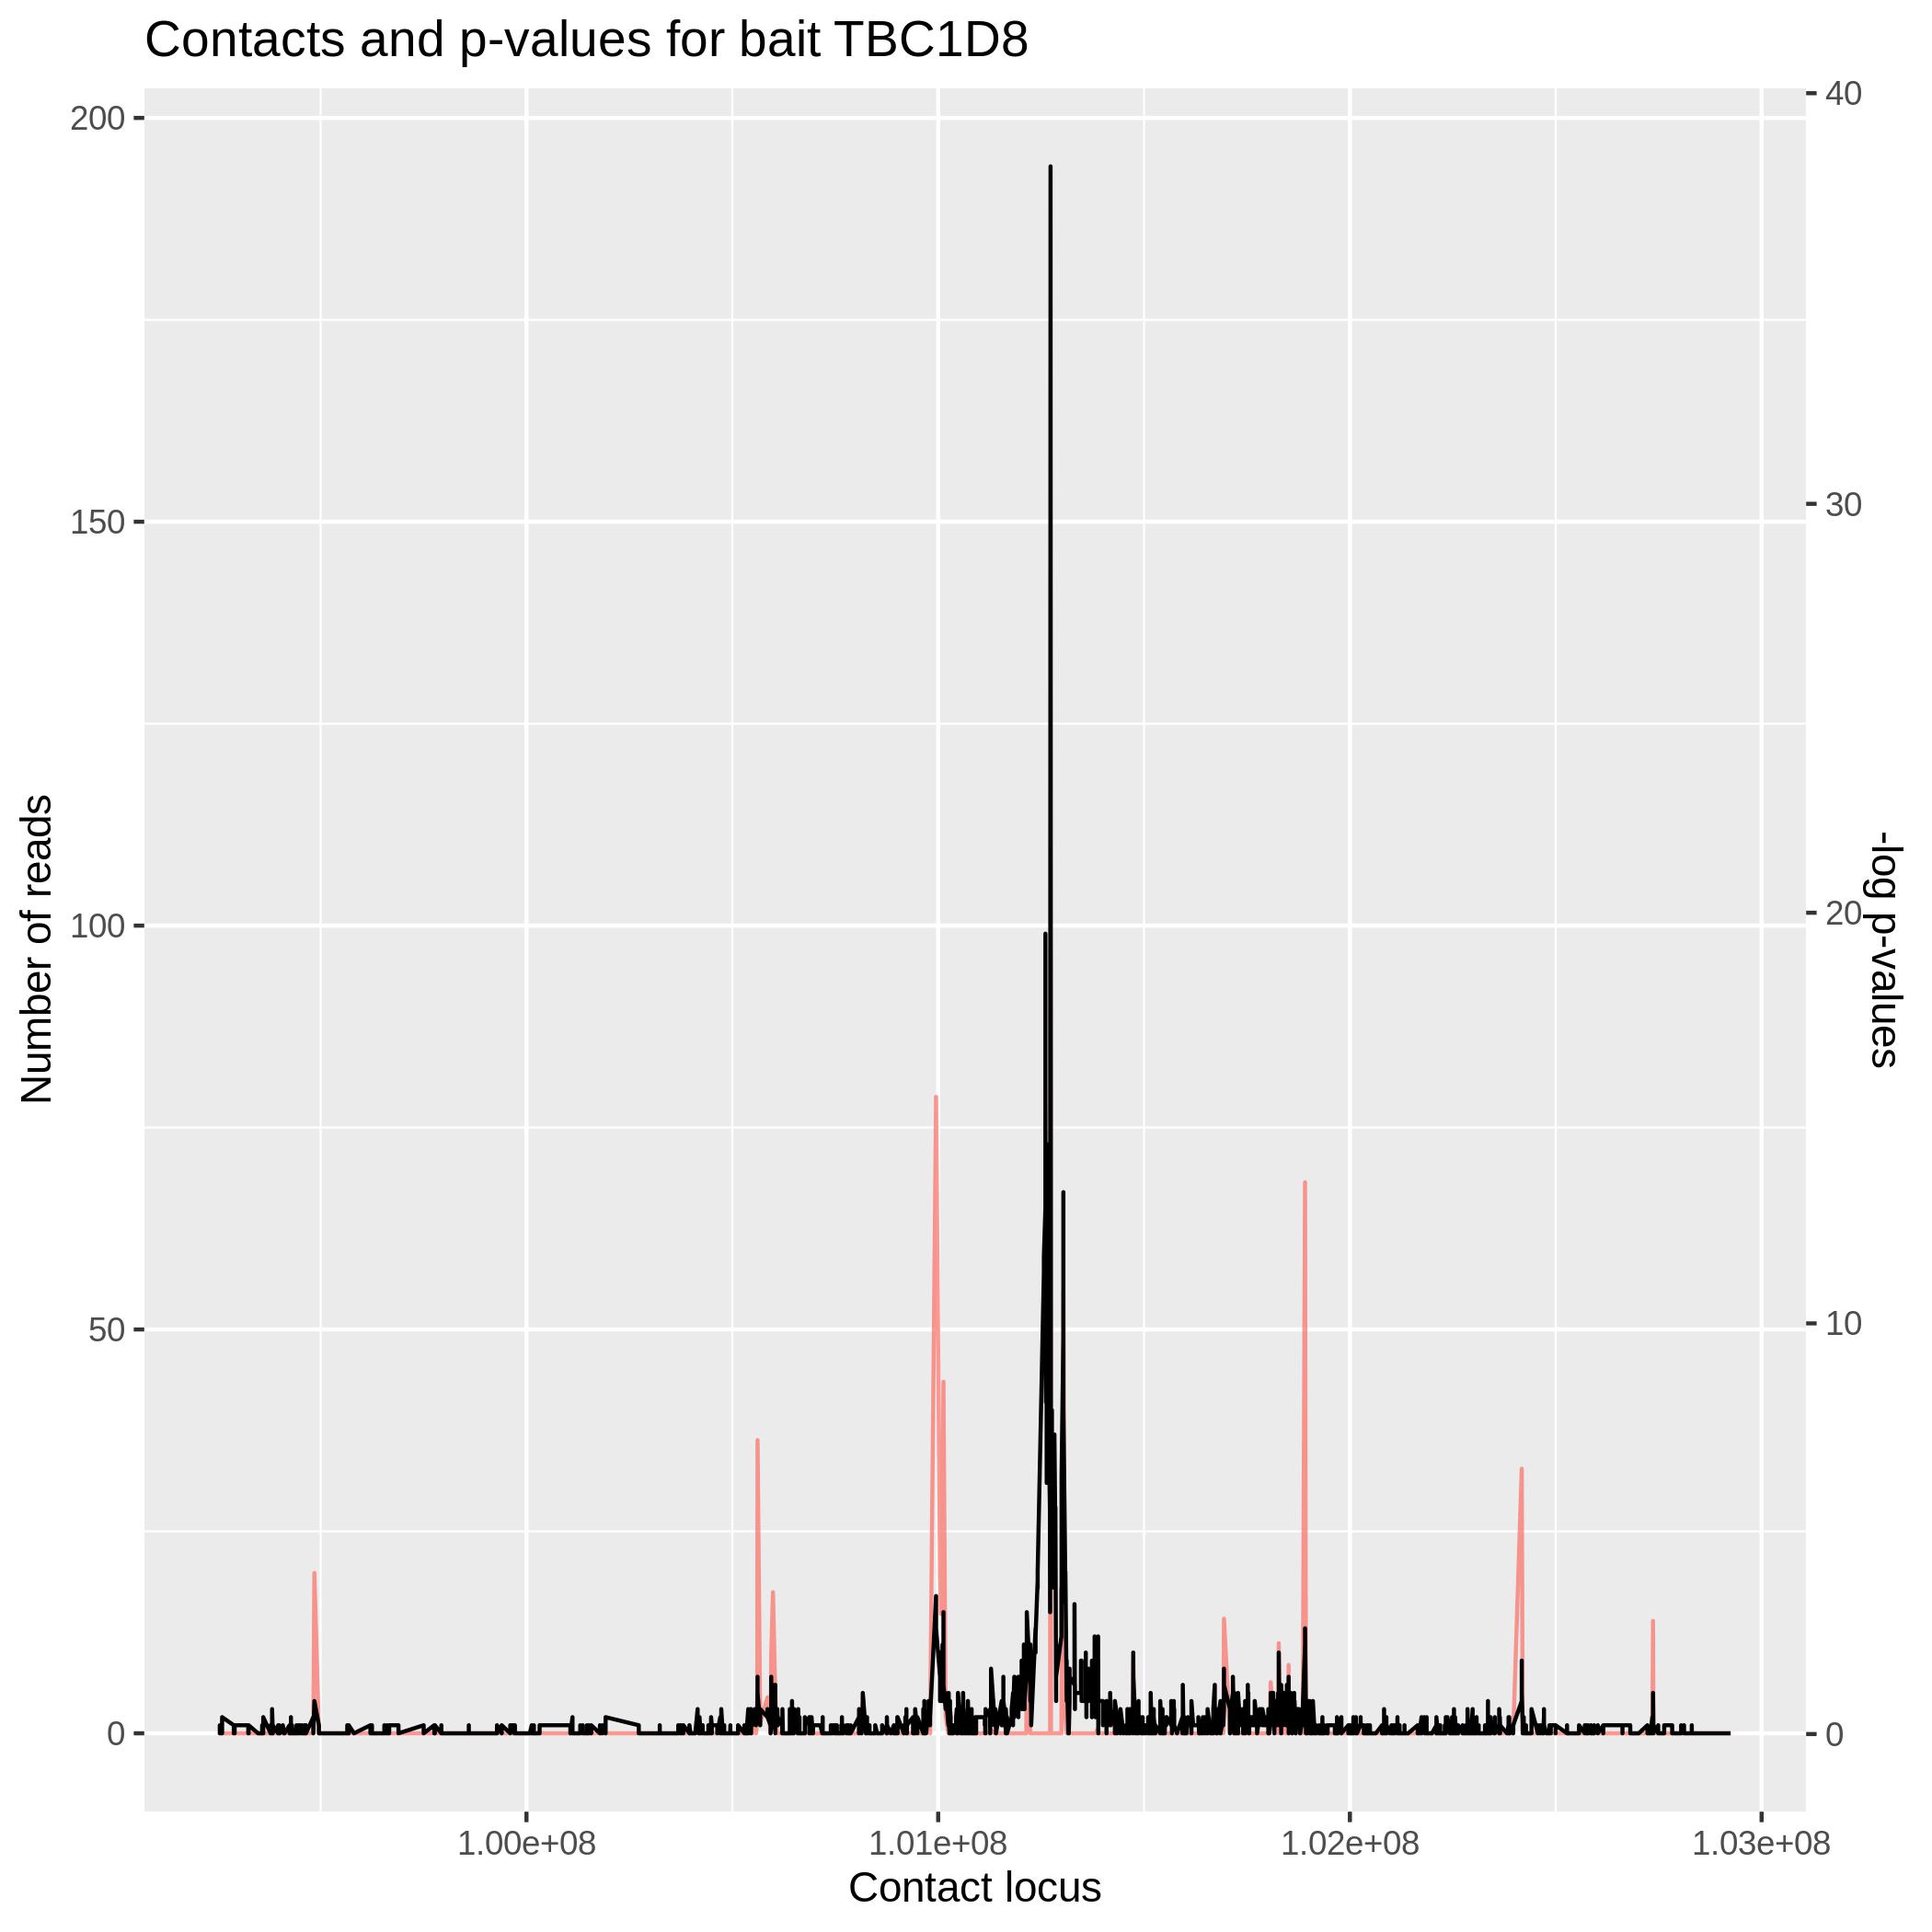 Contacts and p-values for bait TBC1D8
200
150
100
50
0
Number of reads
40
30
20
10
0
-log p-values
1.00e+08
1.01e+08
1.02e+08
1.03e+08
Contact locus